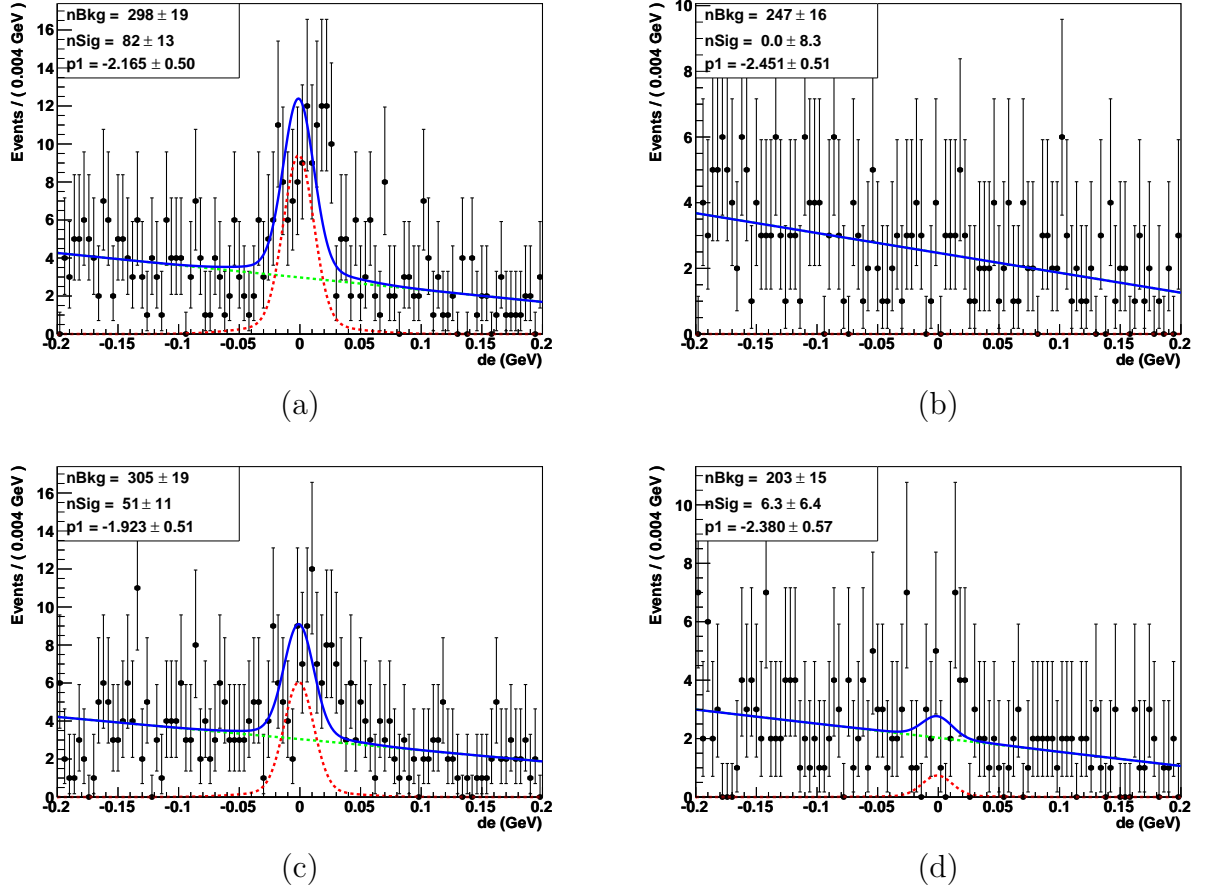 nBkg = 298 ± 19
nSig = 82 ± 13
p1 = -2.165 ± 0.50
Events / ( 0.004 GeV )
16
14
12
10
8
6
4
2
0
-0.2 -0.15 -0.1 -0.05 0 0.05 0.1 0.15 0.2
de (GeV)
(a)
nBkg = 247 ± 16
nSig = 0.0 ± 8.3
p1 = -2.451 ± 0.51
Events / ( 0.004 GeV )
10
8
6
4
2
0
-0.2 -0.15 -0.1 -0.05 0 0.05 0.1 0.15 0.2
de (GeV)
(b)
nBkg = 305 ± 19
nSig = 51 ± 11
p1 = -1.923 ± 0.51
Events / ( 0.004 GeV )
16
14
12
10
8
6
4
2
0
-0.2 -0.15 -0.1 -0.05 0 0.05 0.1 0.15 0.2
de (GeV)
(c)
nBkg = 203 ± 15
nSig = 6.3 ± 6.4
p1 = -2.380 ± 0.57
Events / ( 0.004 GeV )
10
8
6
4
2
0
-0.2 -0.15 -0.1 -0.05 0 0.05 0.1 0.15 0.2
de (GeV)
(d)